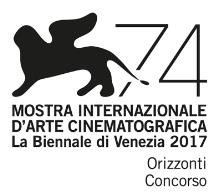 74
MOSTRA INTERNAZIONALE
D'ARTE CINEMATOGRAFICA
La Biennale di Venezia 2017
Orizzonti
Concorso